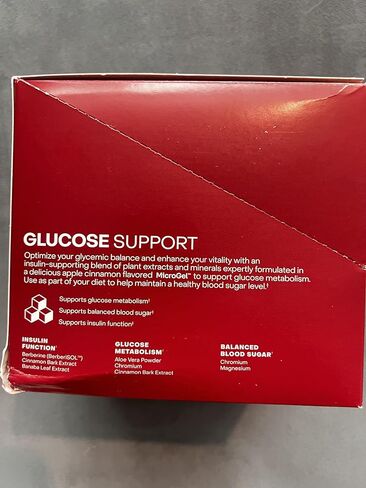 GLUCOSE SUPPORT
Optimize your glycemic balance and enhance your vitality with an
insulin-supporting blend of plant extracts and minerals expertly formulated in
a delicious apple cinnamon flavored MicroGel™ to support glucose metabolism.
Use as part of your diet to help maintain a healthy blood sugar level.‡
Supports glucose metabolism‡
Supports balanced blood sugar‡
Supports insulin function‡
INSULIN
FUNCTION‡
Berberine (BerberiSOL™)
Cinnamon Bark Extract
Banaba Leaf Extract
GLUCOSE
METABOLISM‡
Aloe Vera Powder
Chromium
Cinnamon Bark Extract
BALANCED
BLOOD SUGAR‡
Chromium
Magnesium